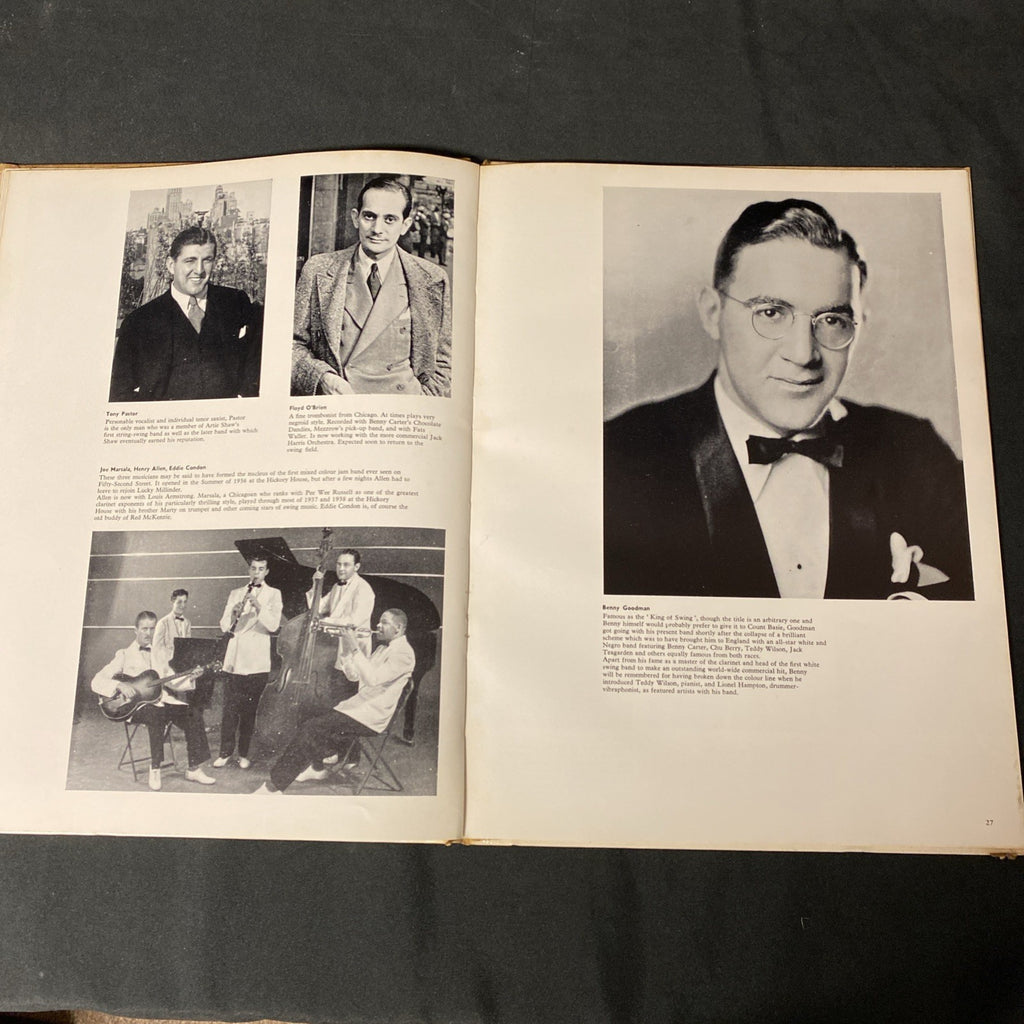 Tony Pastor
Personable vocalist and individual tenor saxist, Pastor
is the only man who was a member of Artie Shaw's
first string-swing band as well as the later band with which
Shaw eventually earned his reputation.
Floyd O'Brien
A fine trombonist from Chicago. At times plays very
negroid style. Recorded with Benny Carter's Chocolate
Dandies, Mezzrow's pick-up band, and with Fats
Waller. Is now working with the more commercial Jack
Harris Orchestra. Expected soon to return to the
swing field.
Joe Marsala, Henry Allen, Eddie Condon
These three musicians may be said to have formed the nucleus of the first mixed colour jam band ever seen on
Fifty-Second Street. It opened in the Summer of 1936 at the Hickory House, but after a few nights Allen had to
leave to rejoin Lucky Millinder.
Allen is now with Louis Armstrong. Marsala, a Chicagoan who ranks with Pee Wee Russell as one of the greatest
clarinet exponents of his particularly thrilling style, played through most of 1937 and 1938 at the Hickory
House with his brother Marty on trumpet and other coming stars of swing music. Eddie Condon is, of course the
old buddy of Red McKenzie.
Benny Goodman
Famous as the 'King of Swing', though the title is an arbitrary one and
Benny himself would probably prefer to give it to Count Basie, Goodman
got going with his present band shortly after the collapse of a brilliant
scheme which was to have brought him to England with an all-star white and
Negro band featuring Benny Carter, Chu Berry, Teddy Wilson, Jack
Teagarden and others equally famous from both races.
Apart from his fame as a master of the clarinet and head of the first white
swing band to make an outstanding world-wide commercial hit, Benny
will be remembered for having broken down the colour line when he
introduced Teddy Wilson, pianist, and Lionel Hampton, drummer-
vibraphonist, as featured artists with his band.
27